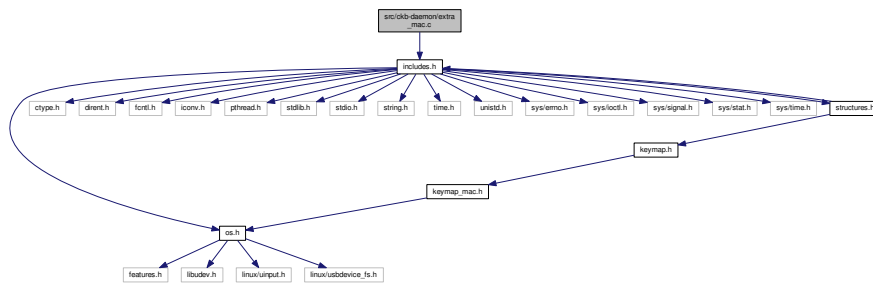 src/ckb-daemon/extra
_mac.c
includes.h
ctype.h
dirent.h
fcntl.h
iconv.h
pthread.h
stdlib.h
stdio.h
string.h
time.h
unistd.h
sys/errno.h
sys/ioctl.h
sys/signal.h
sys/stat.h
sys/time.h
structures.h
keymap.h
keymap_mac.h
os.h
features.h
libudev.h
linux/uinput.h
linux/usbdevice_fs.h